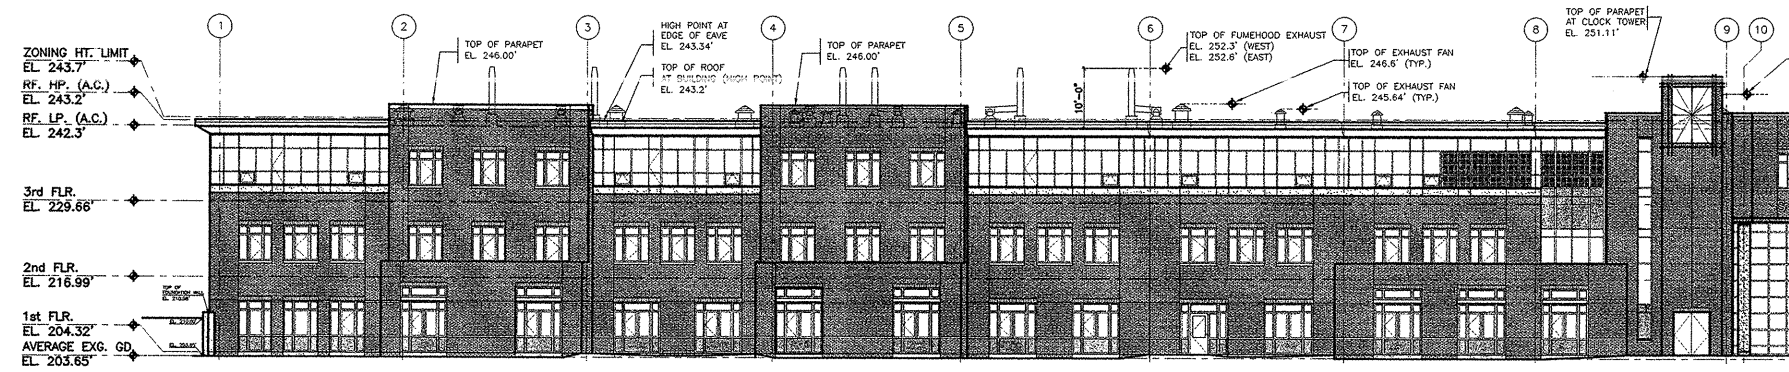 1
2
3
4
5
6
7
8
9
10
ZONING HT. LIMIT
EL. 243.7'
RF. HP. (A.C.)
EL. 243.2'
RF. LP. (A.C.)
EL. 242.3'
3rd FLR.
EL. 229.66'
2nd FLR.
EL. 216.99'
1st FLR.
EL. 204.32'
AVERAGE EXG. GD.
EL. 203.65'
TOP OF
FOUNDATION WALL
TOP OF PARAPET
EL. 246.00'
HIGH POINT AT
EDGE OF EAVE
EL. 243.34'
TOP OF ROOF
AT BUILDING (HIGH POINT)
EL. 243.2'
TOP OF PARAPET
EL. 246.00'
10'-0"
TOP OF FUMEHOOD EXHAUST
EL. 252.3' (WEST)
EL. 252.6' (EAST)
TOP OF EXHAUST FAN
EL. 246.6' (TYP.)
TOP OF EXHAUST FAN
EL. 245.64' (TYP.)
TOP OF PARAPET
AT CLOCK TOWER
EL. 251.11'